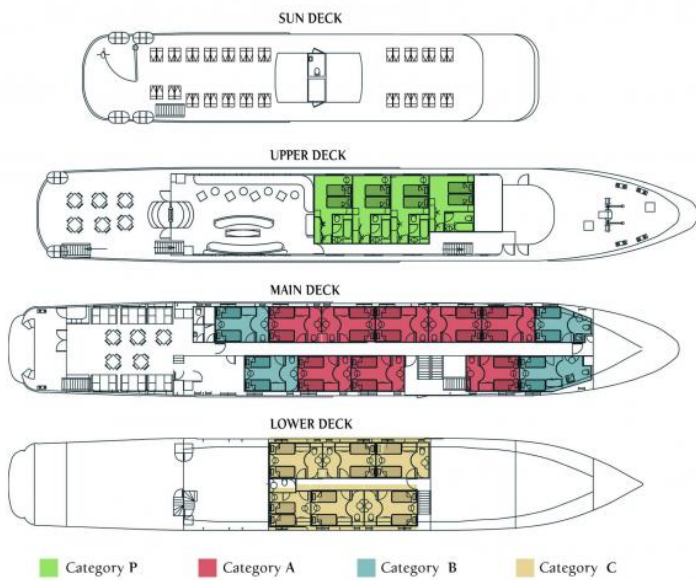 SUN DECK
UPPER DECK
MAIN DECK
LOWER DECK
Category P
Category A
Category B
Category C